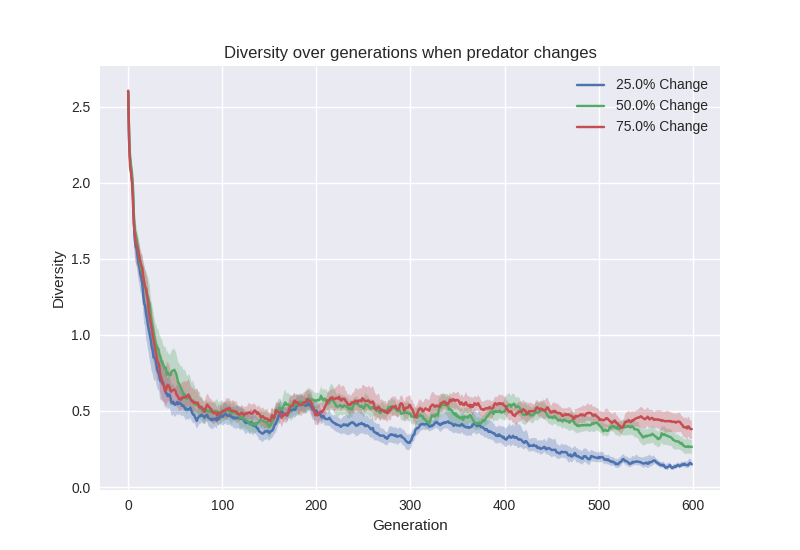 Diversity over generations when predator changes
25.0% Change
50.0% Change
75.0% Change
2.5
2.0
1.5
1.0
0.5
0.0
Diversity
0 100 200 300 400 500 600
Generation